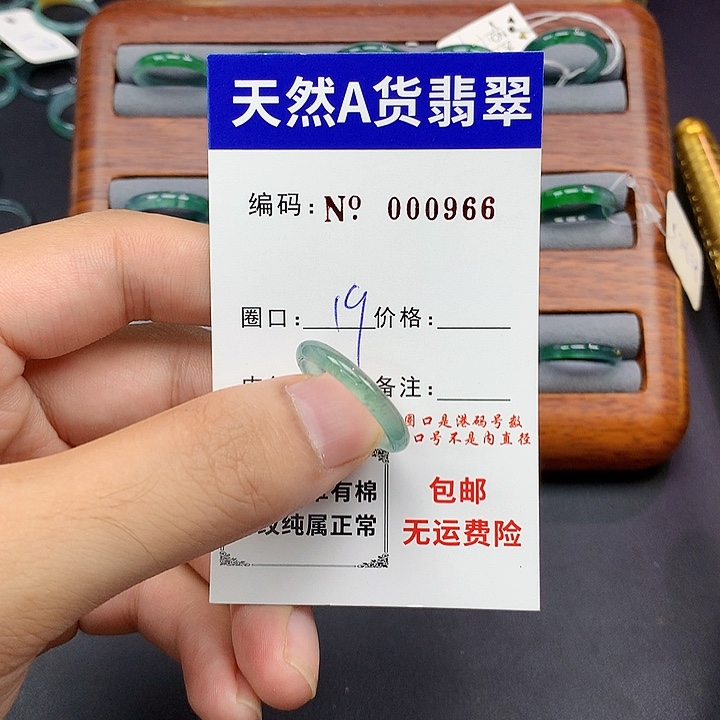 天然A货翡翠
编码:Nº 000966
圈口: 19 价格:
备注:
圈口是港码号数
口号不是内直径
有棉
纯属正常
包邮
无运费险